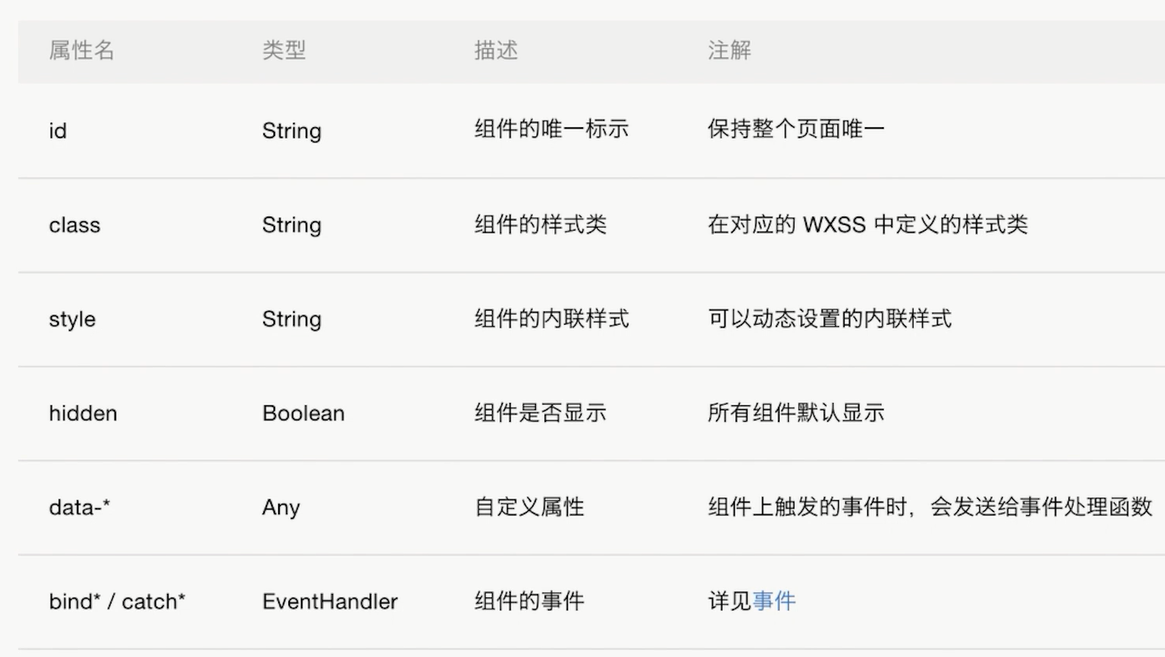 属性名 类型 描述 注解
id String 组件的唯一标示 保持整个页面唯一
class String 组件的样式类 在对应的 WXSS 中定义的样式类
style String 组件的内联样式 可以动态设置的内联样式
hidden Boolean 组件是否显示 所有组件默认显示
data-* Any 自定义属性 组件上触发的事件时，会发送给事件处理函数
bind* / catch* EventHandler 组件的事件 详见事件